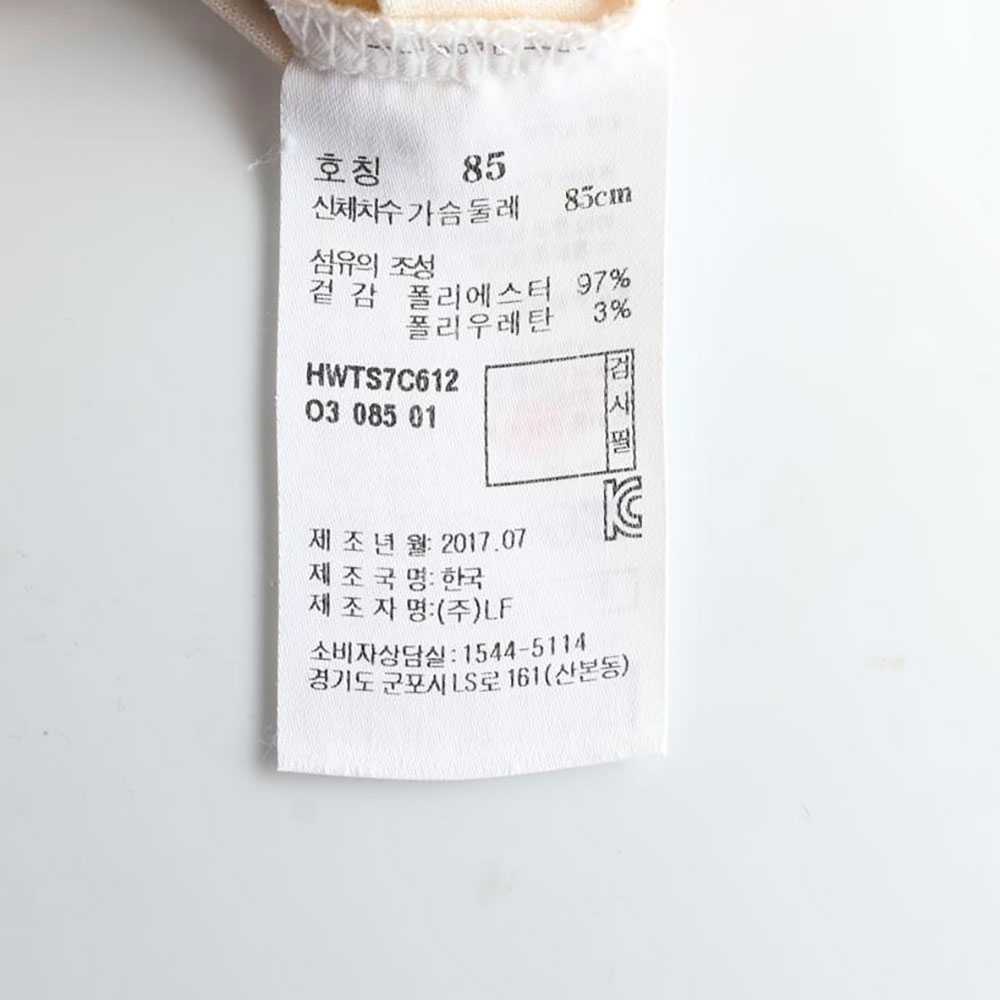 호칭 85
신체치수 가슴둘레 85cm
섬유의 조성
겉 감 폴리에스터 97%
폴리우레탄 3%
HWTS7C612
03 085 01
검
사
필
KC
제 조 년 월: 2017.07
제 조 국 명: 한국
제 조 자 명:(주)LF
소비자상담실:1544-5114
경기도 군포시LS로 161(산본동)